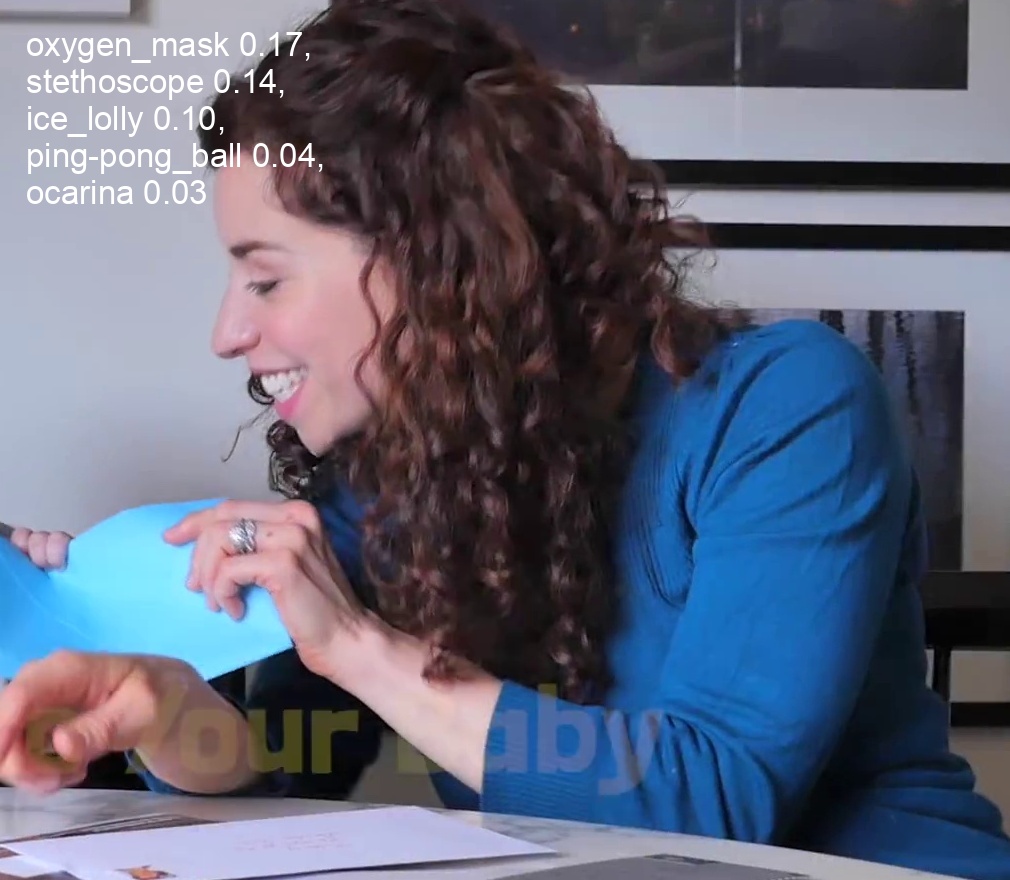 oxygen_mask 0.17,
stethoscope 0.14,
ice_lolly 0.10,
ping-pong_ball 0.04,
ocarina 0.03
e Your Baby